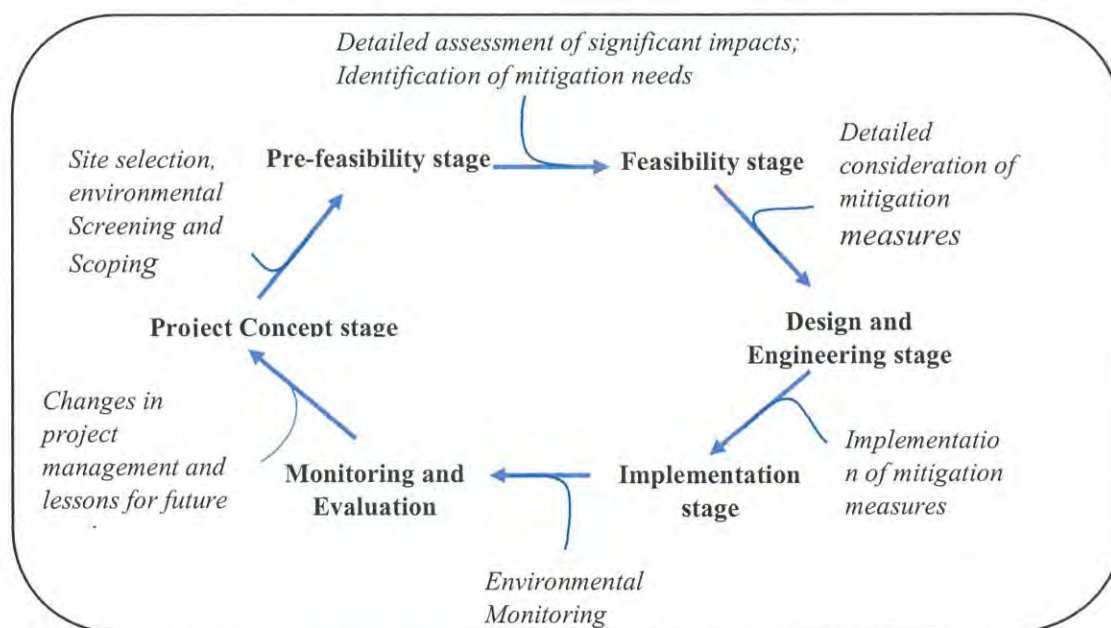 Detailed assessment of significant impacts;
Identification of mitigation needs
Site selection,
environmental
Screening and
Scoping
Pre-feasibility stage
Feasibility stage
Detailed
consideration of
mitigation
measures
Project Concept stage
Design and
Engineering stage
Changes in
project
management and
lessons for future
Monitoring and
Evaluation
Implementation
stage
Implementatio
n of mitigation
measures
Environmental
Monitoring